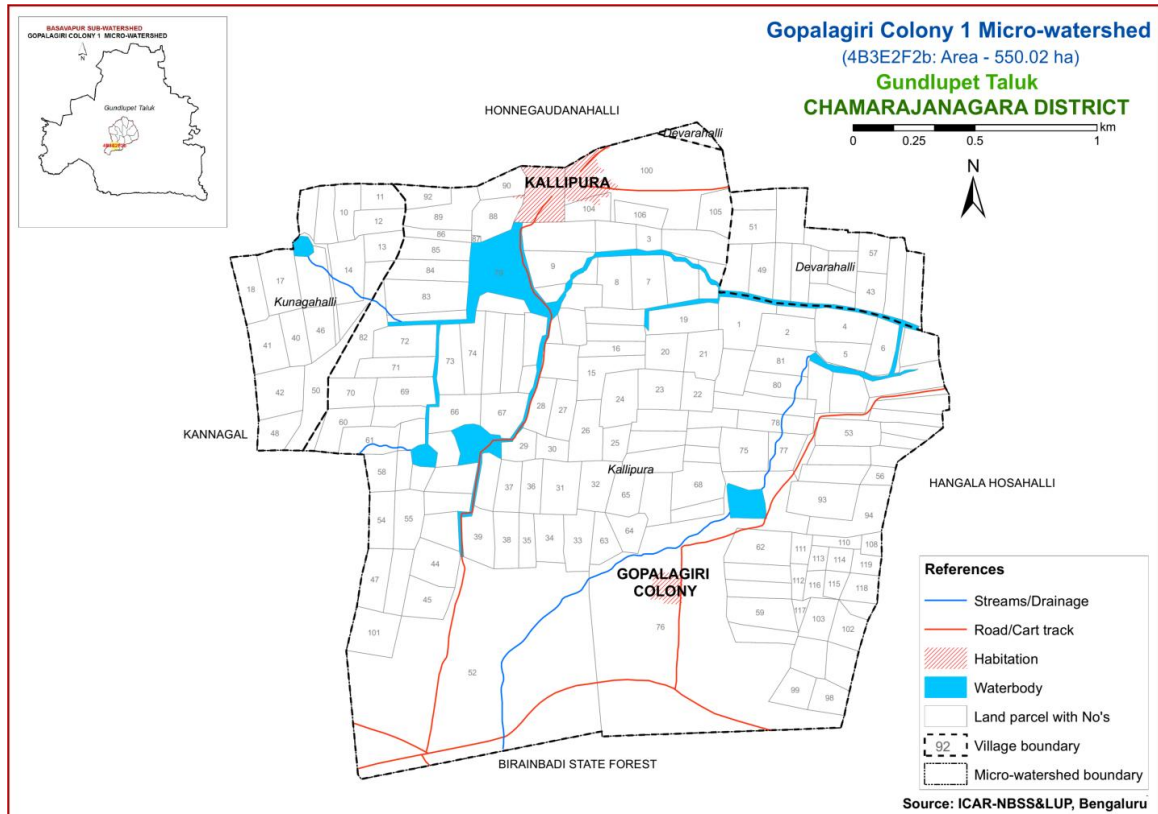 BASAVAPUR SUB-WATERSHED
GOPALAGIRI COLONY 1 MICRO-WATERSHED
N
Gundlupet Taluk
Gopalagiri Colony 1 Micro-watershed
(4B3E2F2b: Area - 550.02 ha)
Gundlupet Taluk
CHAMARAJANAGARA DISTRICT
0 0.25 0.5 1 km
N
HONNEGAUDANAHALLI
Devarahalli
100
90
KALLIPURA
11 92
10 89 88 104 106 105
12 51
86 87
13 85 3 57
14 84 9 49 Devarahalli
17 8 7 43
18 Kunagahalli 83
46 19 1 2 4
41 40 82 72 16 5 6
73 74 20 21 81
71 15
42 50 70 69 23 22 80
24
66 67 28 27
KANNAGAL 48 60 26 78
61 29 30 25 75 77 53
58 Kallipura
37 36 31 32 65 68 56
HANGALA HOSAHALLI
93
54 55 94
39 38 35 34 33 63 64
62 111 110 108
44 113 114 119
47 GOPALAGIRI
COLONY
112 116 115 118
45 59 117 103
101 76 102
52
99 98
BIRAINBADI STATE FOREST
References
Streams/Drainage
Road/Cart track
Habitation
Waterbody
Land parcel with No's
92 Village boundary
Micro-watershed boundary
Source: ICAR-NBSS&LUP, Bengaluru